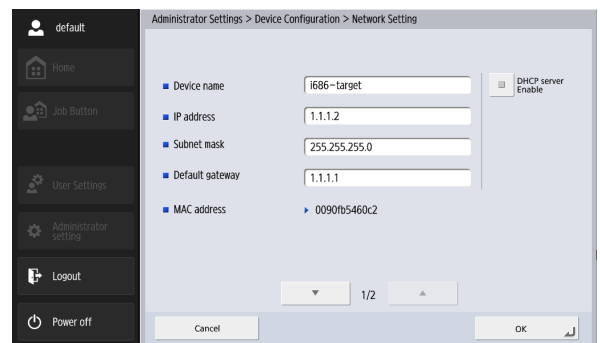 default
Home
Job Button
User Settings
Administrator
setting
Logout
Power off
Administrator Settings > Device Configuration > Network Setting
Device name
i686-target
DHCP server
Enable
IP address
1.1.1.2
Subnet mask
255.255.255.0
Default gateway
1.1.1.1
MAC address
0090fb5460c2
1/2
Cancel
OK